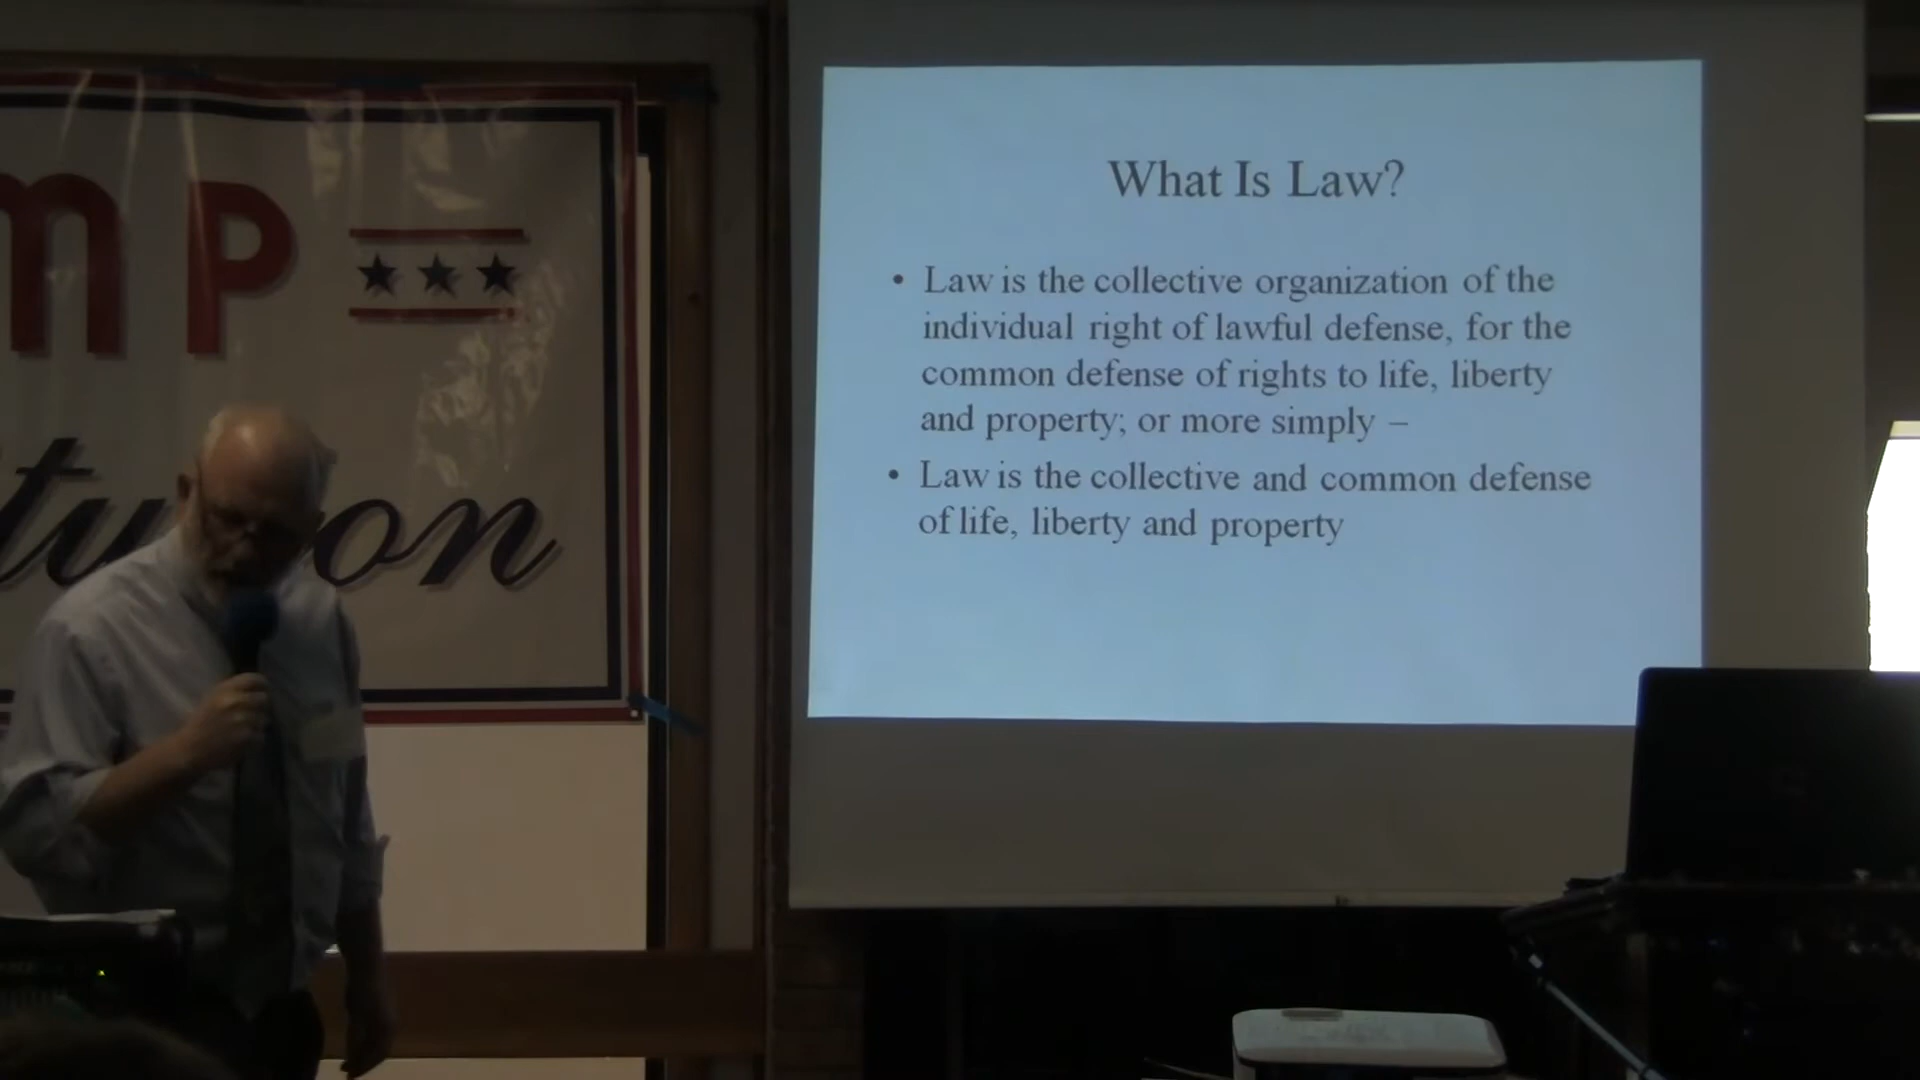 mp
itu on
What Is Law?
• Law is the collective organization of the
individual right of lawful defense, for the
common defense of rights to life, liberty
and property; or more simply –
• Law is the collective and common defense
of life, liberty and property